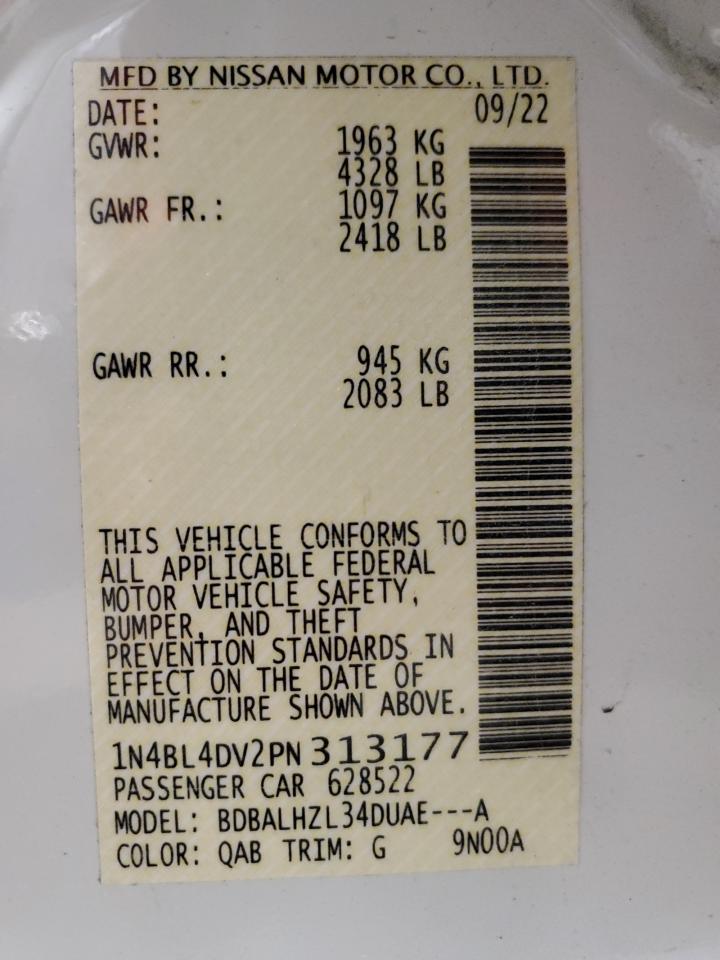 MFD BY NISSAN MOTOR CO., LTD.
DATE: 09/22
GVWR: 1963 KG
4328 LB
GAWR FR.: 1097 KG
2418 LB
GAWR RR.: 945 KG
2083 LB
THIS VEHICLE CONFORMS TO
ALL APPLICABLE FEDERAL
MOTOR VEHICLE SAFETY,
BUMPER, AND THEFT
PREVENTION STANDARDS IN
EFFECT ON THE DATE OF
MANUFACTURE SHOWN ABOVE.
1N4BL4DV2PN313177
PASSENGER CAR 628522
MODEL: BDBALHZL34DUAE---A
COLOR: QAB TRIM: G 9N00A